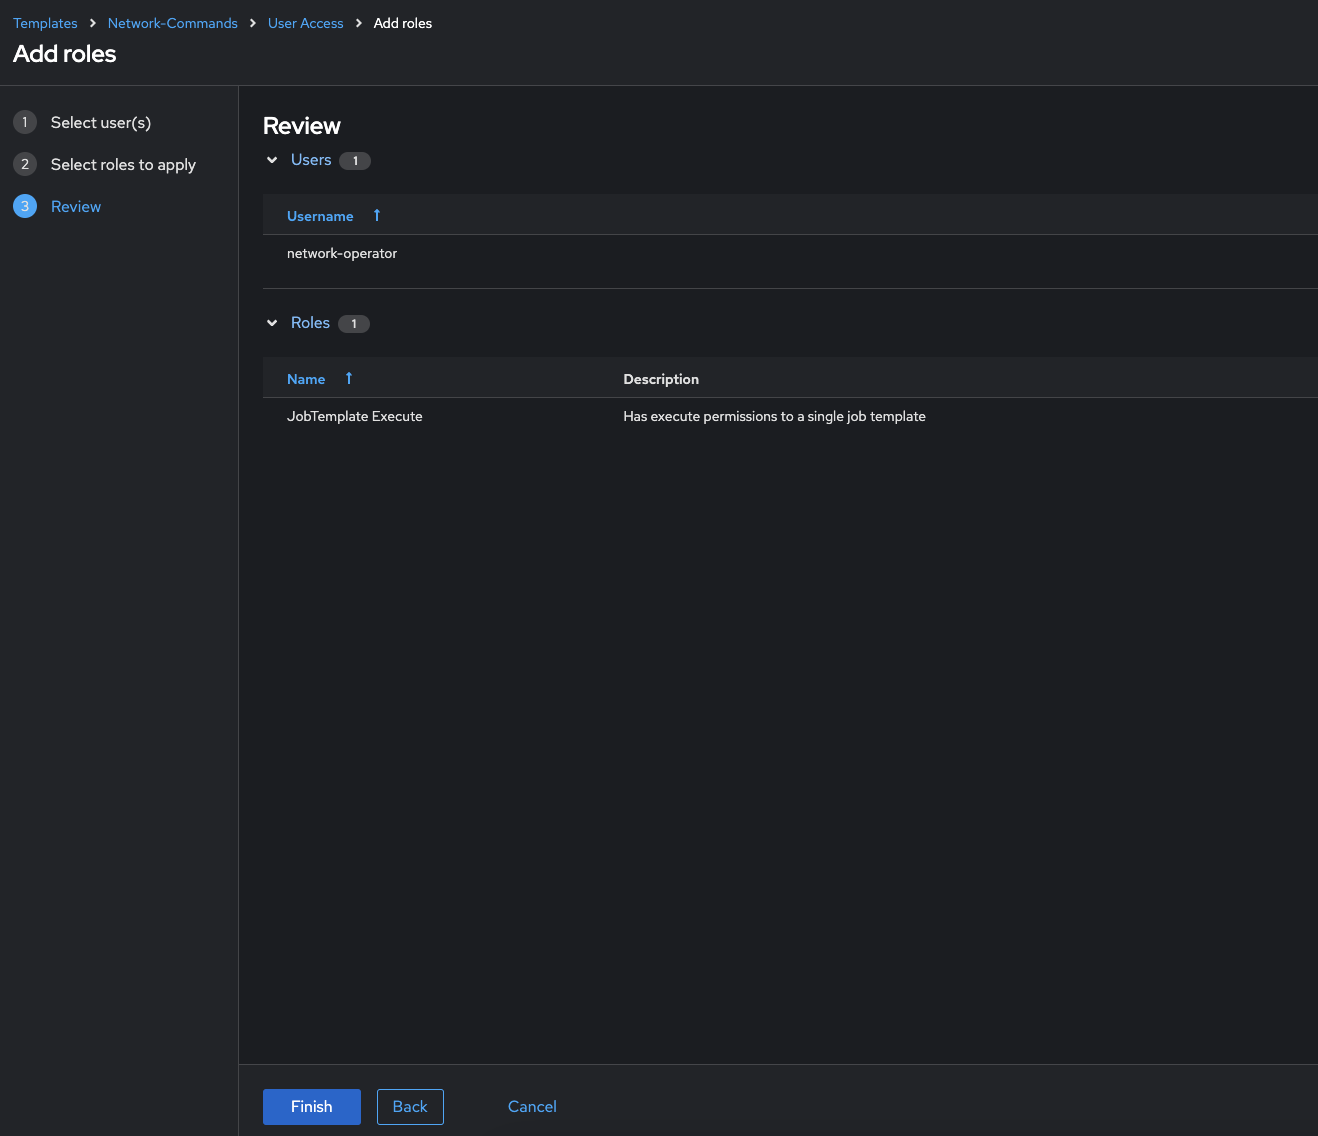 Templates > Network-Commands > User Access > Add roles
Add roles
1 Select user(s)
2 Select roles to apply
3 Review
Review
Users 1
Username
network-operator
Roles 1
Name Description
JobTemplate Execute Has execute permissions to a single job template
Finish Back Cancel